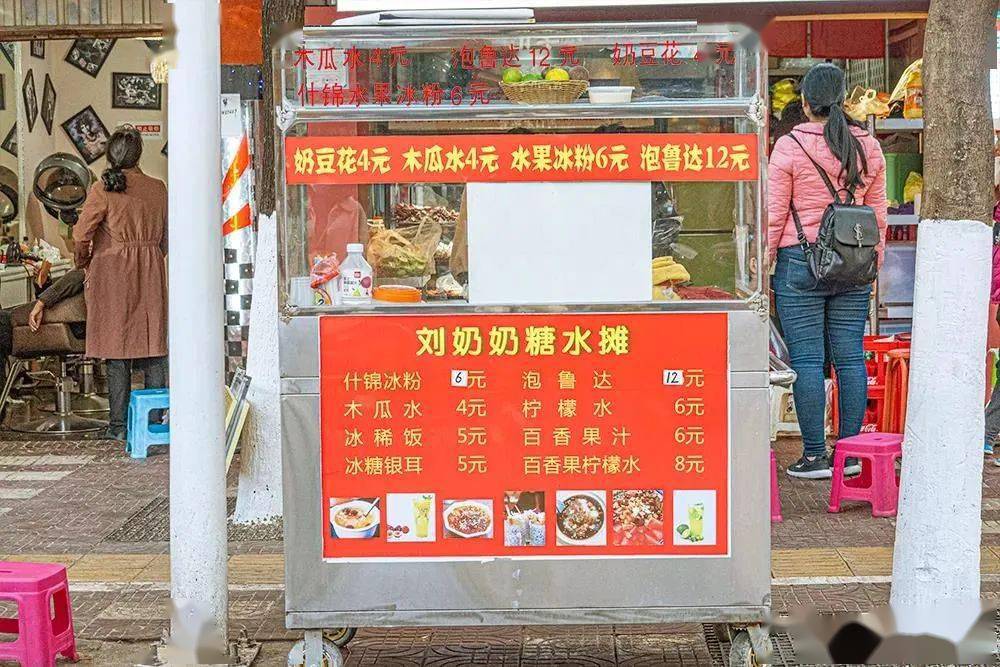 木瓜水4元 泡鲁达12元 奶豆花4元
什锦水果冰粉6元
奶豆花4元 木瓜水4元 水果冰粉6元 泡鲁达12元
刘奶奶糖水摊
什锦冰粉 6元 泡鲁达 12元
木瓜水 4元 柠檬水 6元
冰稀饭 5元 百香果汁 6元
冰糖银耳 5元 百香果柠檬水 8元